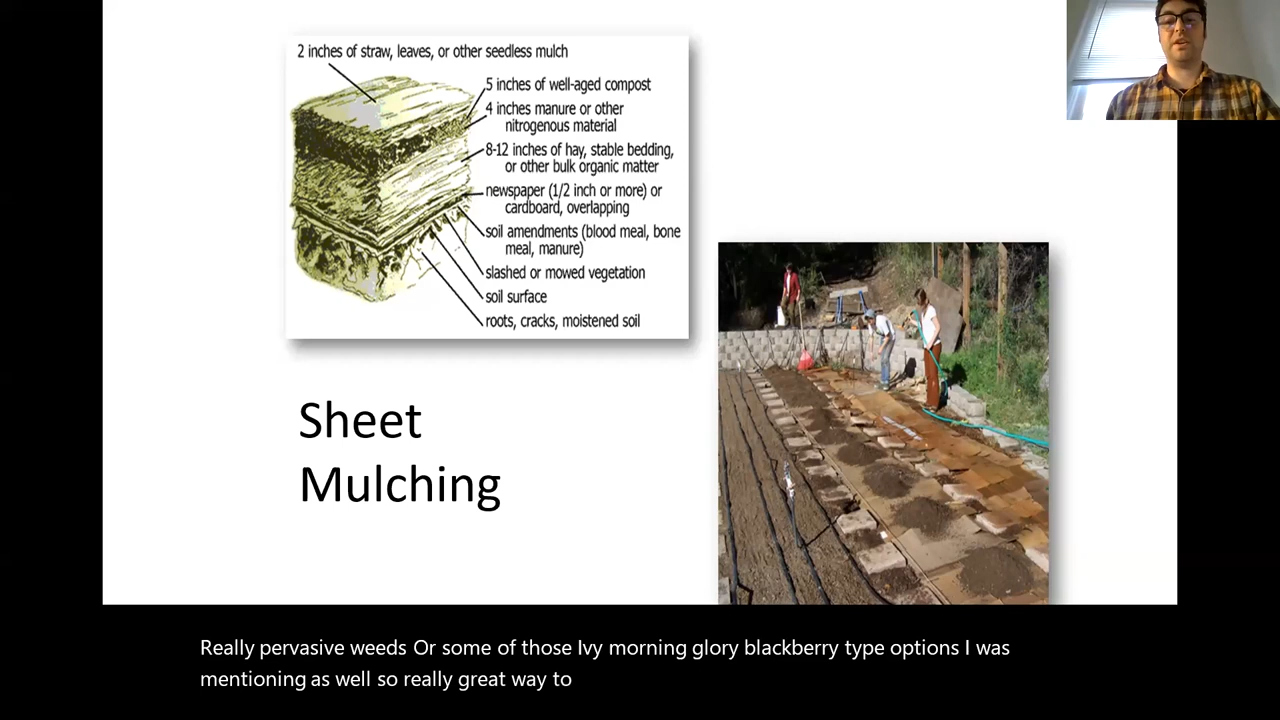 2 inches of straw, leaves, or other seedless mulch
5 inches of well-aged compost
4 inches manure or other
nitrogenous material
8-12 inches of hay, stable bedding,
or other bulk organic matter
newspaper (1/2 inch or more) or
cardboard, overlapping
soil amendments (blood meal, bone
meal, manure)
slashed or mowed vegetation
soil surface
roots, cracks, moistened soil
Sheet
Mulching
Really pervasive weeds Or some of those Ivy morning glory blackberry type options I was
mentioning as well so really great way to